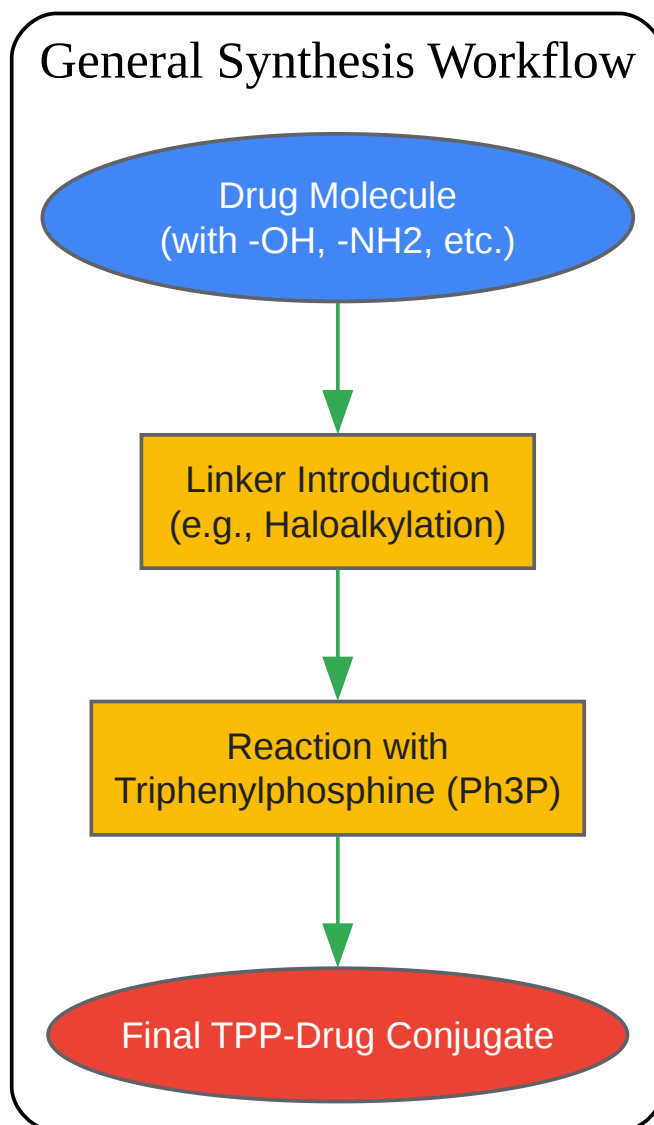 General Synthesis Workflow
Drug Molecule
(with -OH, -NH2, etc.)
Linker Introduction
(e.g., Haloalkylation)
Reaction with
Triphenylphosphine (Ph3P)
Final TPP-Drug Conjugate